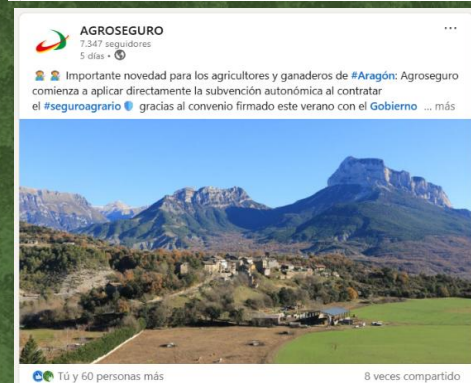 AGROSEGURO
7.347 seguidores
5 días •
Importante novedad para los agricultores y ganaderos de #Aragón: Agroseguro
comienza a aplicar directamente la subvención autonómica al contratar
el #seguroagrario gracias al convenio firmado este verano con el Gobierno ... más
Tú y 60 personas más
8 veces compartido